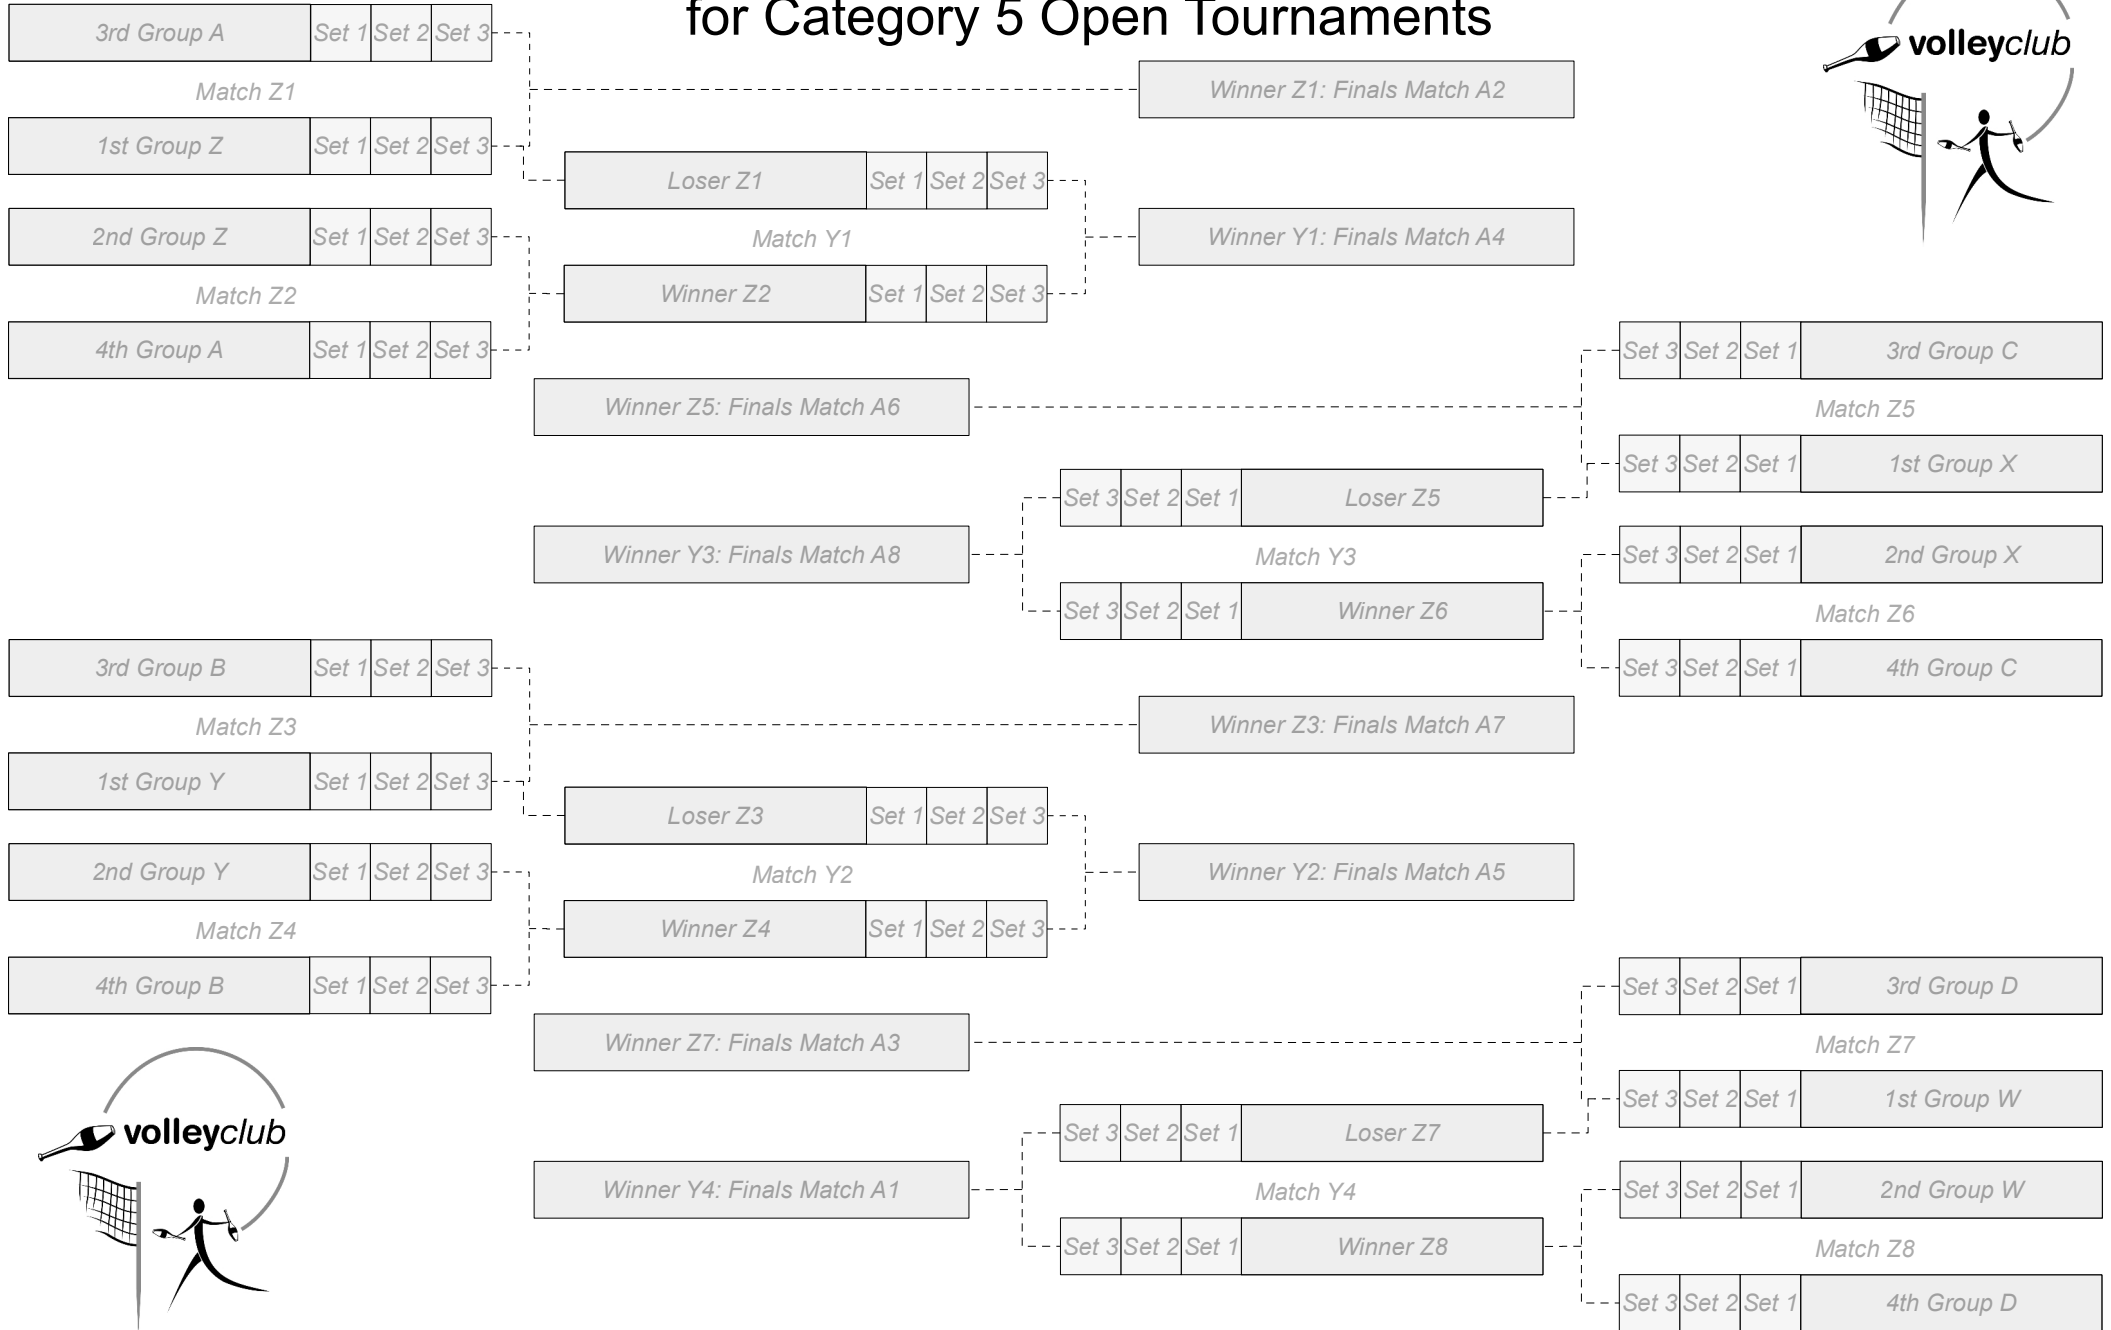 for Category 5 Open Tournaments
3rd Group A Set 1 Set 2 Set 3
volleyclub
Match Z1
Winner Z1: Finals Match A2
1st Group Z Set 1 Set 2 Set 3
Loser Z1 Set 1 Set 2 Set 3
2nd Group Z Set 1 Set 2 Set 3
Match Y1
Winner Y1: Finals Match A4
Match Z2
Winner Z2 Set 1 Set 2 Set 3
4th Group A Set 1 Set 2 Set 3
Set 3 Set 2 Set 1 3rd Group C
Winner Z5: Finals Match A6
Match Z5
Set 3 Set 2 Set 1 1st Group X
Set 3 Set 2 Set 1 Loser Z5
Winner Y3: Finals Match A8
Match Y3
Set 3 Set 2 Set 1 2nd Group X
Set 3 Set 2 Set 1 Winner Z6
Match Z6
3rd Group B Set 1 Set 2 Set 3
Set 3 Set 2 Set 1 4th Group C
Match Z3
Winner Z3: Finals Match A7
1st Group Y Set 1 Set 2 Set 3
Loser Z3 Set 1 Set 2 Set 3
2nd Group Y Set 1 Set 2 Set 3
Match Y2
Winner Y2: Finals Match A5
Match Z4
Winner Z4 Set 1 Set 2 Set 3
4th Group B Set 1 Set 2 Set 3
Set 3 Set 2 Set 1 3rd Group D
Winner Z7: Finals Match A3
Match Z7
Set 3 Set 2 Set 1 1st Group W
volleyclub
Set 3 Set 2 Set 1 Loser Z7
Winner Y4: Finals Match A1
Match Y4
Set 3 Set 2 Set 1 2nd Group W
Set 3 Set 2 Set 1 Winner Z8
Match Z8
Set 3 Set 2 Set 1 4th Group D